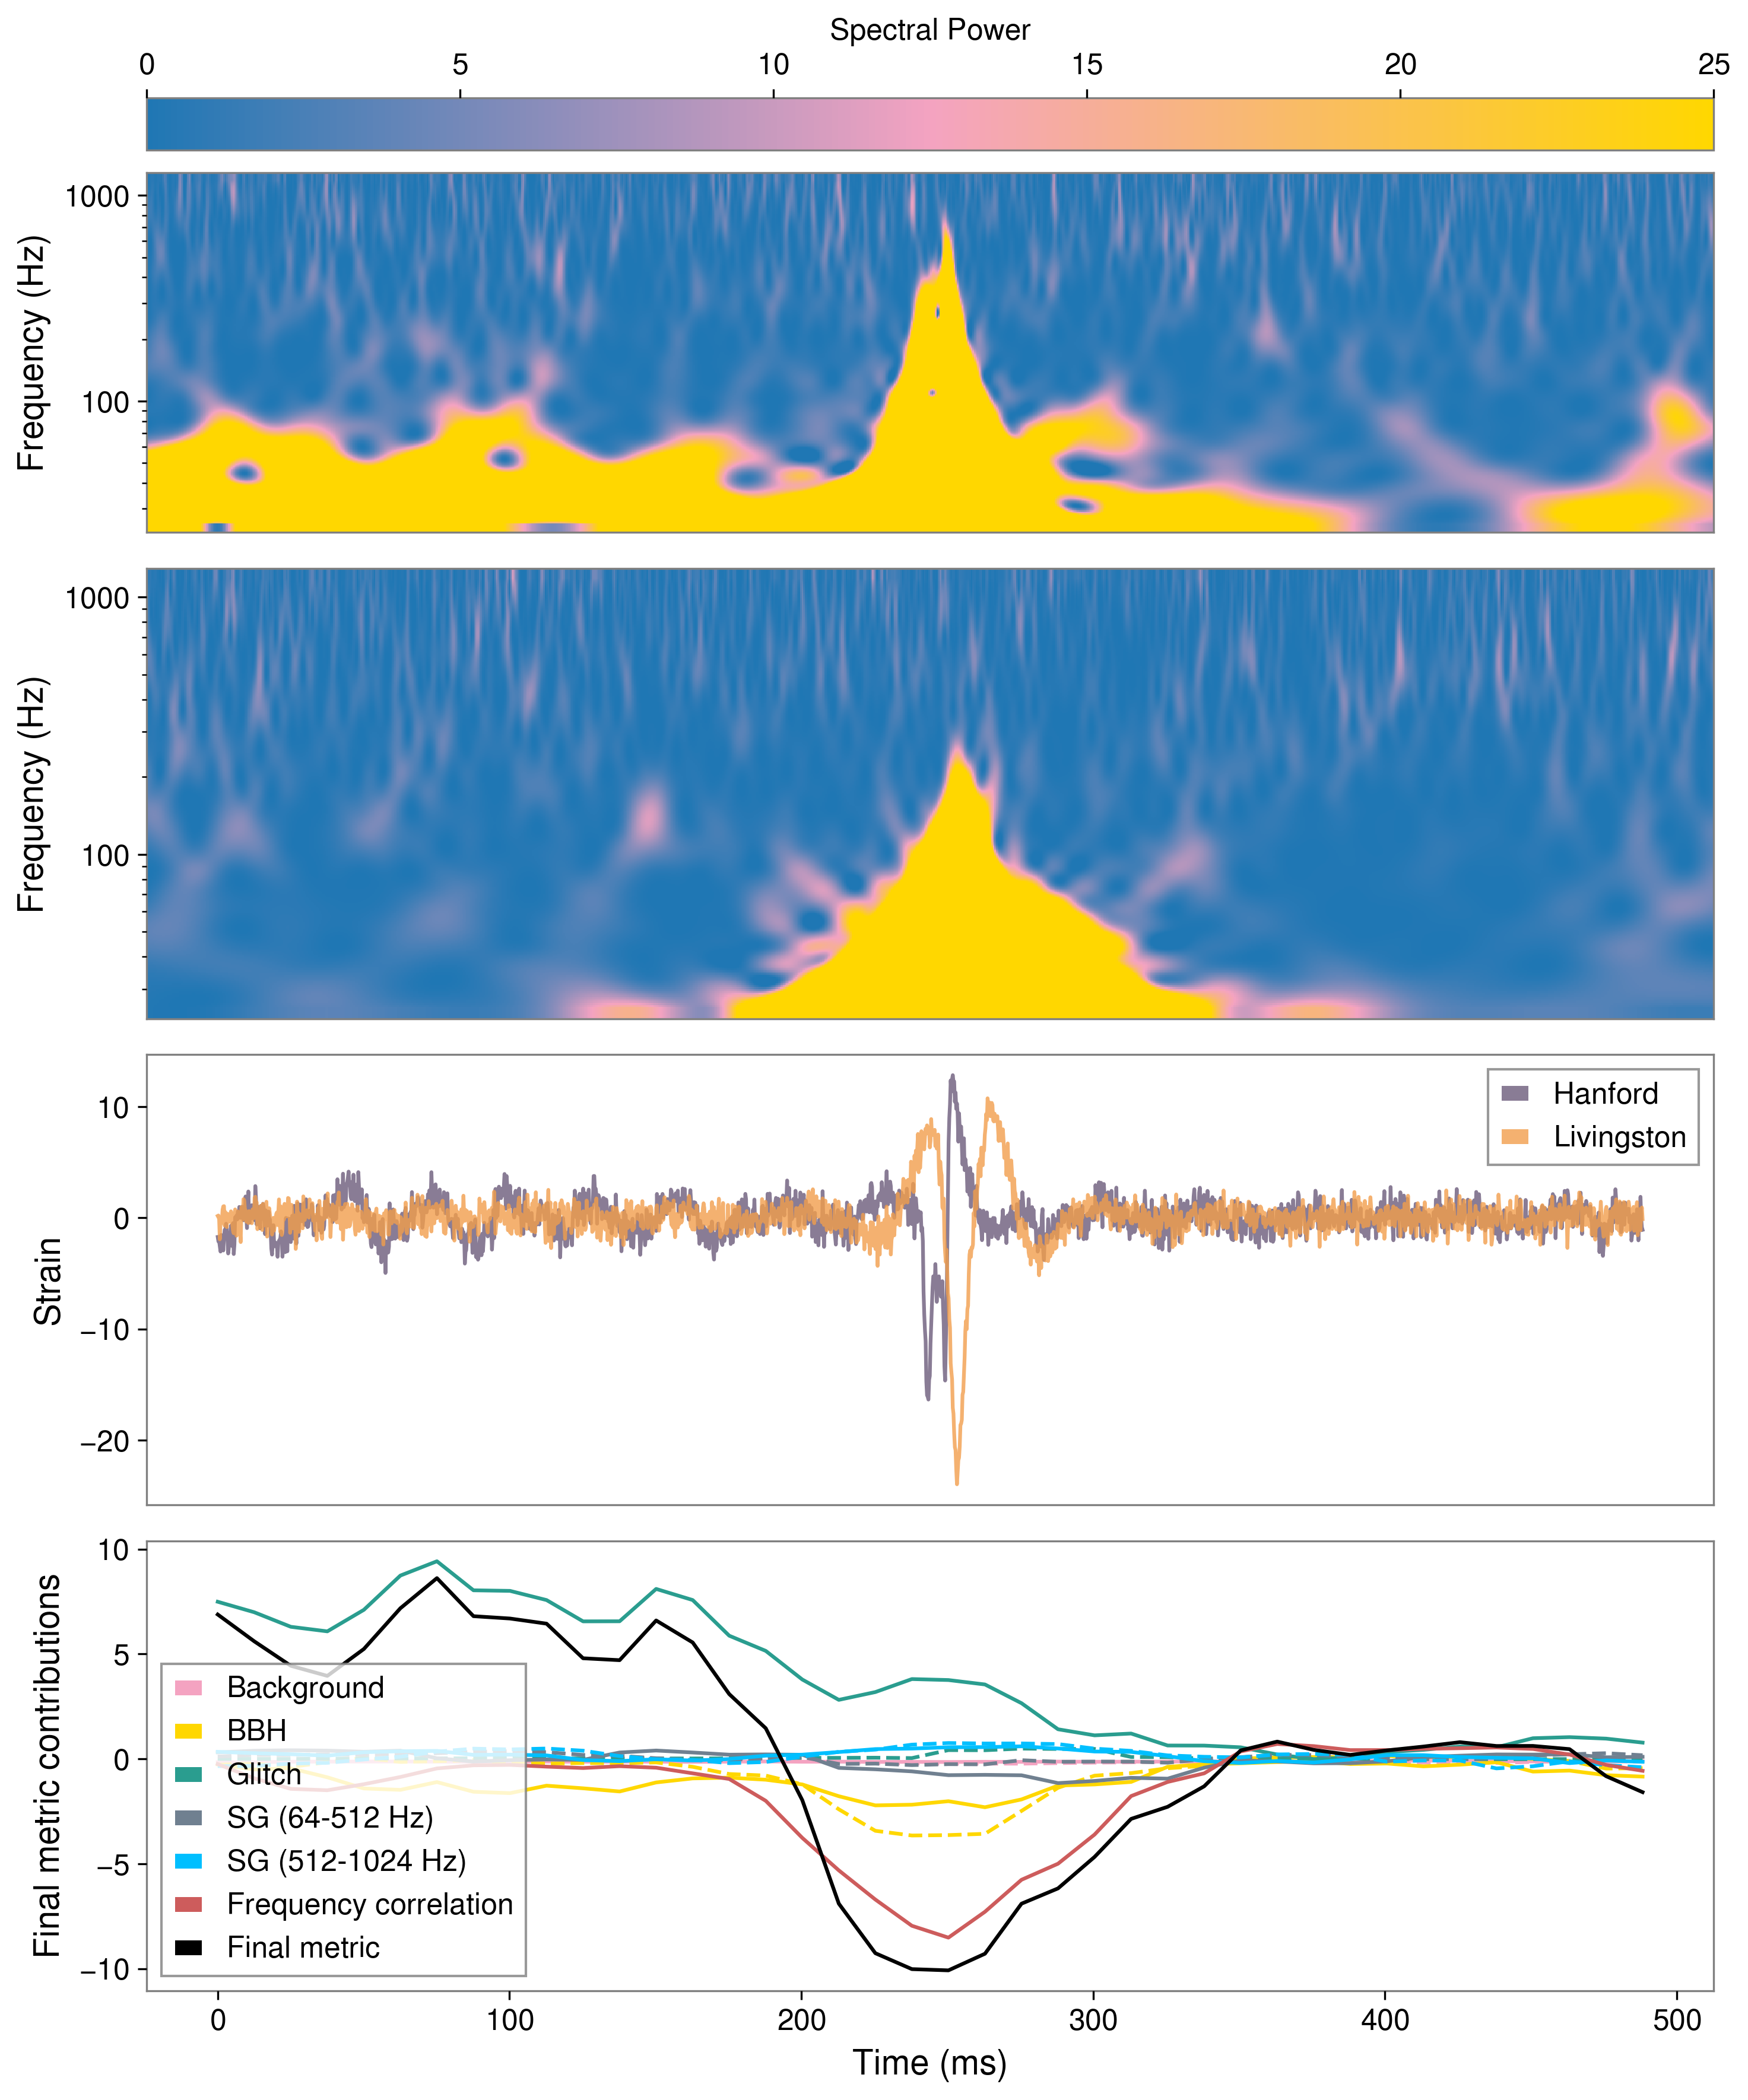 Spectral Power
0 5 10 15 20 25
1000
100
Frequency (Hz)
1000
100
Frequency (Hz)
10
0
−10
−20
Strain
Hanford
Livingston
10
5
0
−5
−10
Final metric contributions
Background
BBH
Glitch
SG (64-512 Hz)
SG (512-1024 Hz)
Frequency correlation
Final metric
0 100 200 300 400 500
Time (ms)